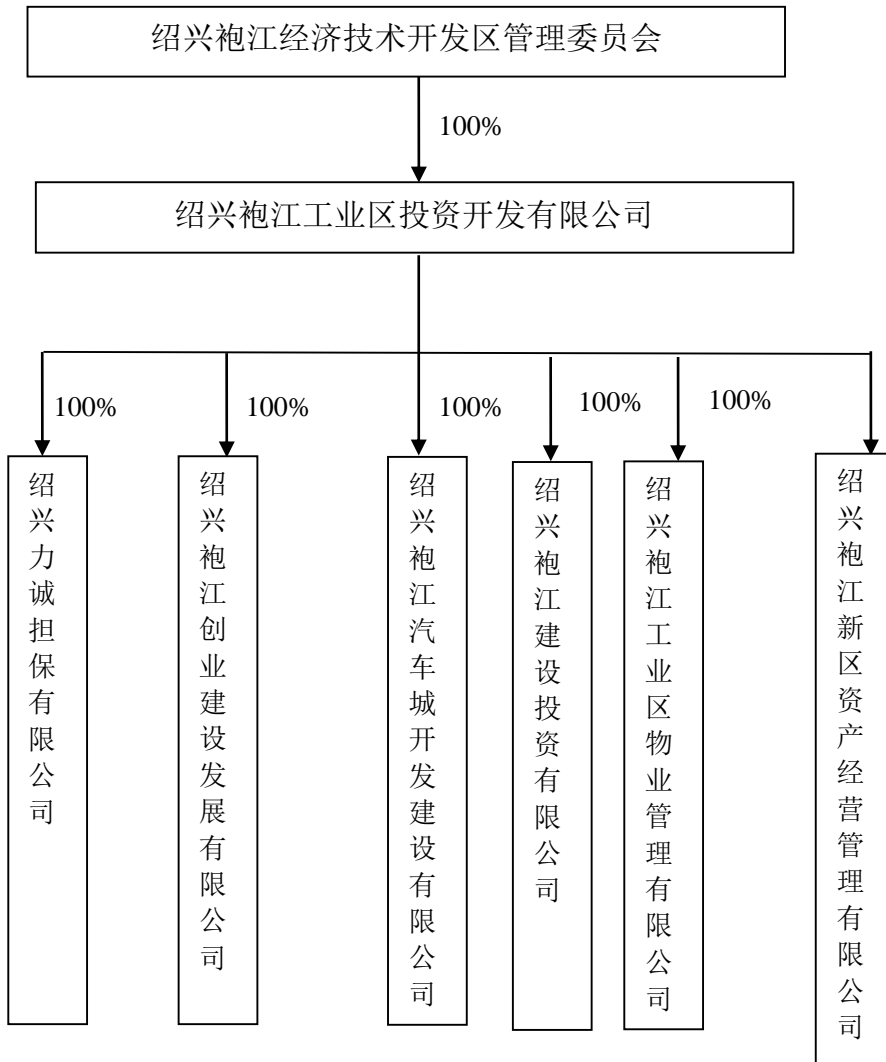 绍兴袍江经济技术开发区管理委员会
100%
绍兴袍江工业区投资开发有限公司
100%
100%
100%
100%
100%
绍兴力诚担保有限公司
绍兴袍江创业建设发展有限公司
绍兴袍江汽车城开发建设有限公司
绍兴袍江建设投资有限公司
绍兴袍江工业区物业管理有限公司
绍兴袍江新区资产经营管理有限公司